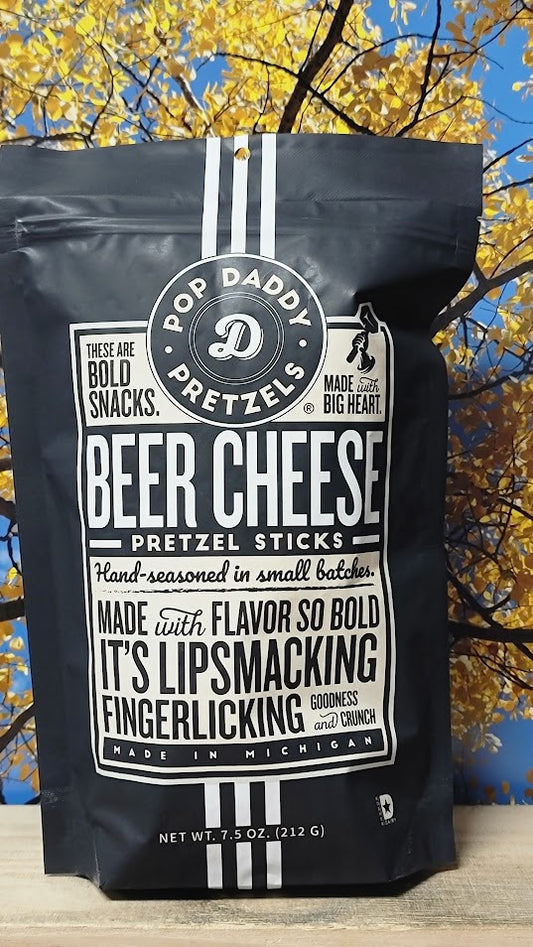 POP DADDY
D
PRETZELS
®
THESE ARE
BOLD
SNACKS.
MADE with
BIG HEART.
BEER CHEESE
PRETZEL STICKS
Hand-seasoned in small batches.
MADE with FLAVOR SO BOLD
IT'S LIPSMACKING
FINGERLICKING GOODNESS
and CRUNCH
MADE IN MICHIGAN
D
NET WT. 7.5 OZ. (212 G)